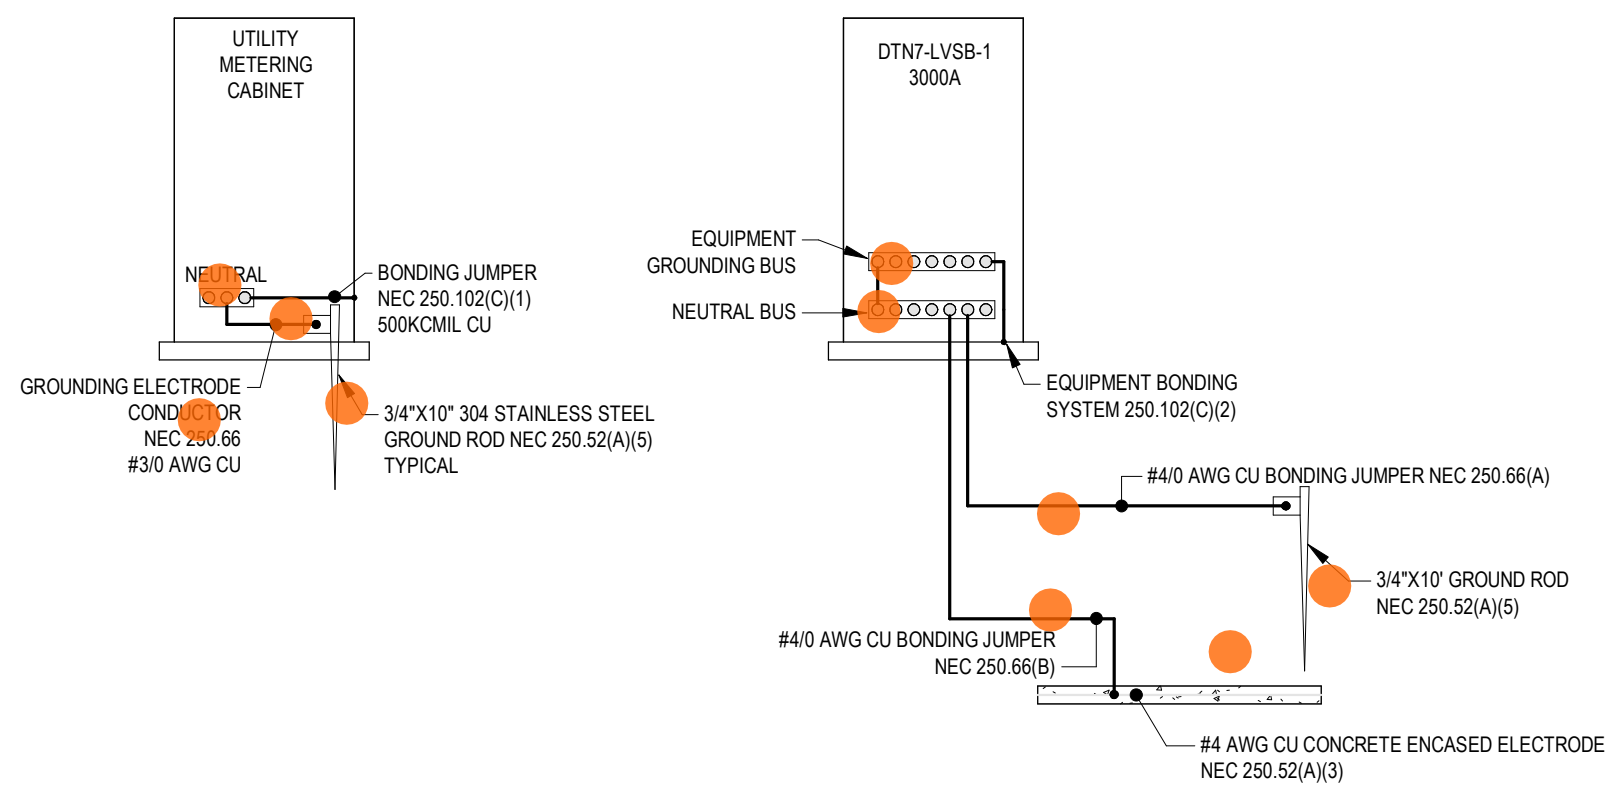 UTILITY
METERING
CABINET
NEUTRAL
BONDING JUMPER
NEC 250.102(C)(1)
500KCMIL CU
GROUNDING ELECTRODE
CONDUCTOR
NEC 250.66
#3/0 AWG CU
3/4"X10" 304 STAINLESS STEEL
GROUND ROD NEC 250.52(A)(5)
TYPICAL
DTN7-LVSB-1
3000A
EQUIPMENT
GROUNDING BUS
NEUTRAL BUS
EQUIPMENT BONDING
SYSTEM 250.102(C)(2)
#4/0 AWG CU BONDING JUMPER NEC 250.66(A)
3/4"X10' GROUND ROD
NEC 250.52(A)(5)
#4/0 AWG CU BONDING JUMPER
NEC 250.66(B)
#4 AWG CU CONCRETE ENCASED ELECTRODE
NEC 250.52(A)(3)